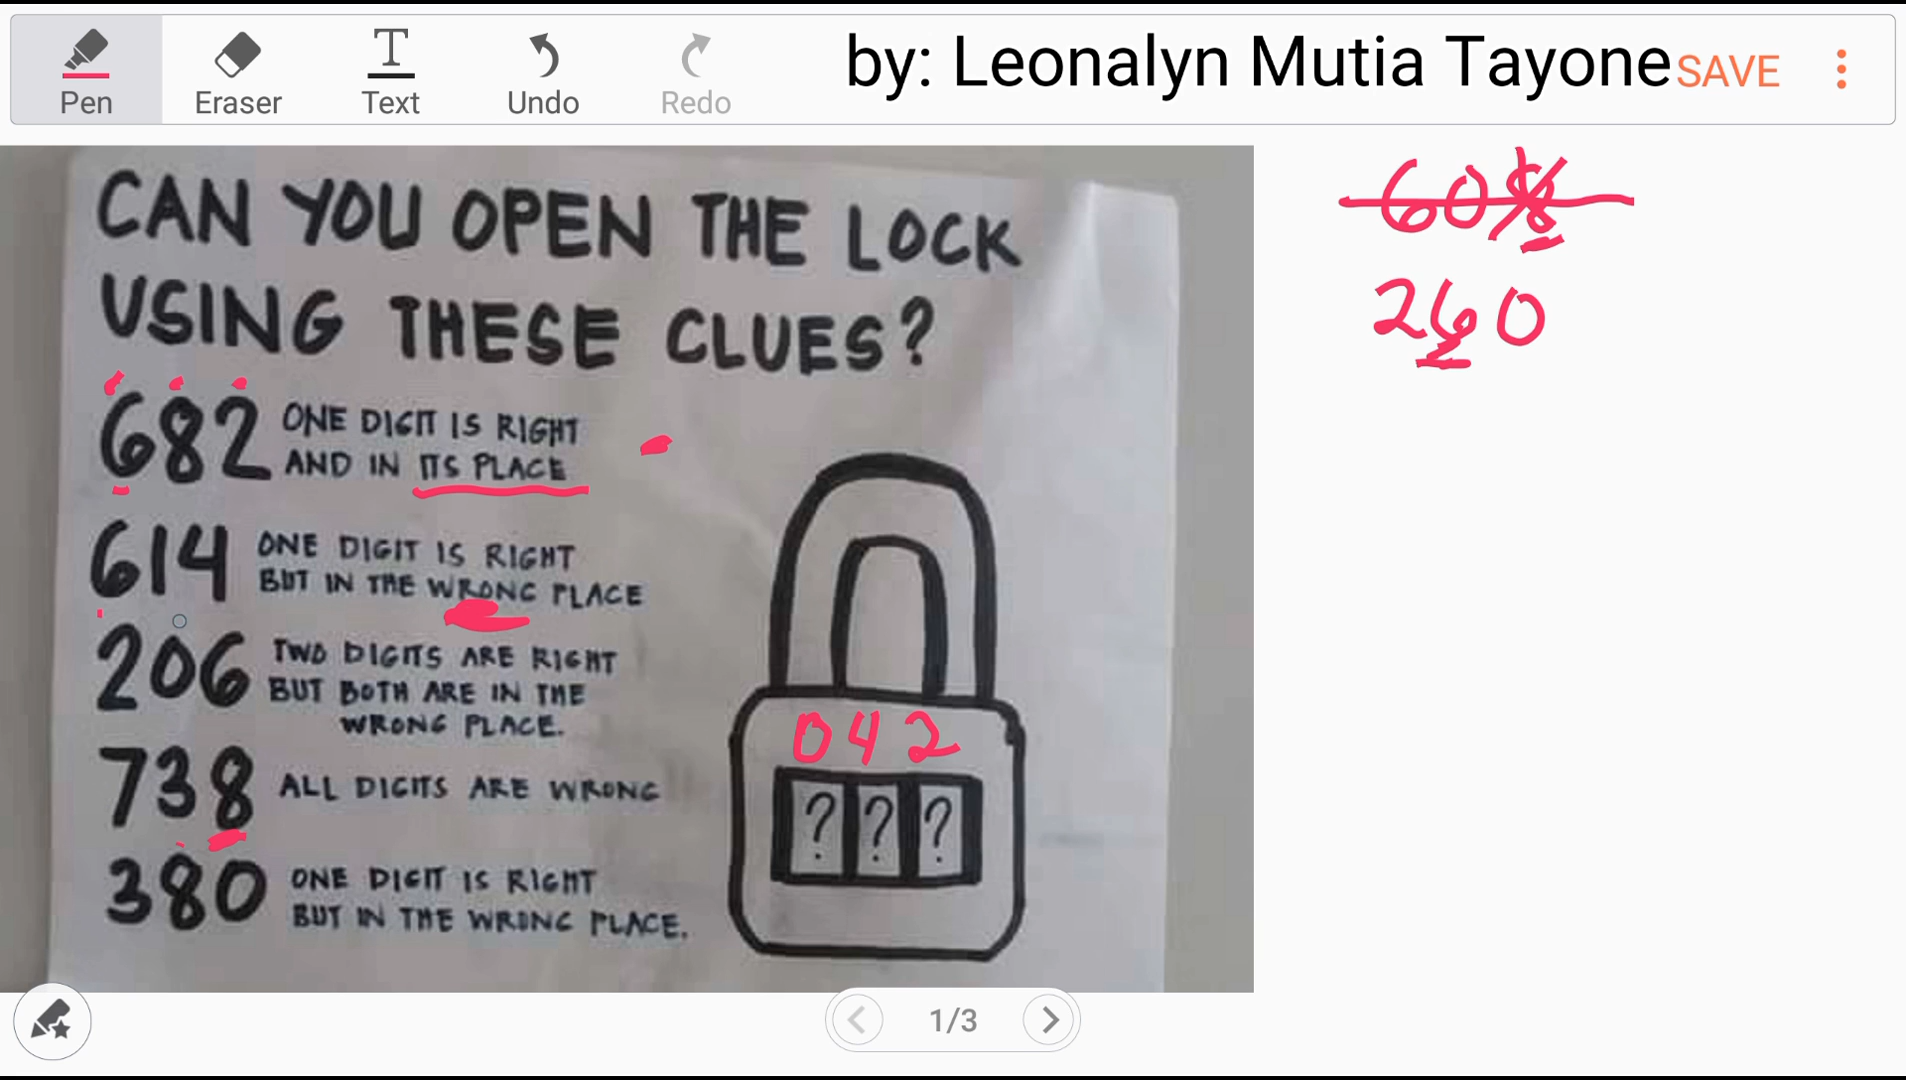 Pen
Eraser
Text
Undo
Redo
by: Leonalyn Mutia Tayone
SAVE
CAN YOU OPEN THE LOCK
USING THESE CLUES?
682 ONE DIGIT IS RIGHT
AND IN ITS PLACE
614 ONE DIGIT IS RIGHT
BUT IN THE WRONG PLACE
206 TWO DIGITS ARE RIGHT
BUT BOTH ARE IN THE
WRONG PLACE.
738 ALL DIGITS ARE WRONG
380 ONE DIGIT IS RIGHT
BUT IN THE WRONG PLACE.
042
? ? ?
608
260
1/3